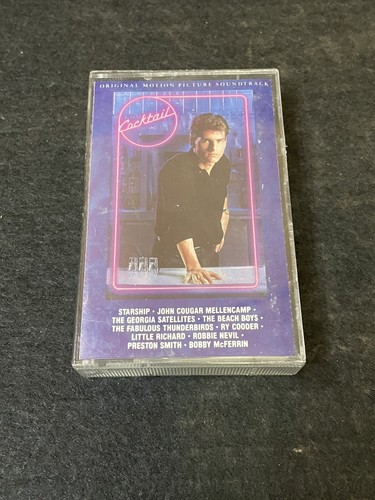 ORIGINAL MOTION PICTURE SOUNDTRACK
Cocktail
STARSHIP • JOHN COUGAR MELLENCAMP •
THE GEORGIA SATELLITES • THE BEACH BOYS •
THE FABULOUS THUNDERBIRDS • RY COODER •
LITTLE RICHARD • ROBBIE NEVIL •
PRESTON SMITH • BOBBY McFERRIN